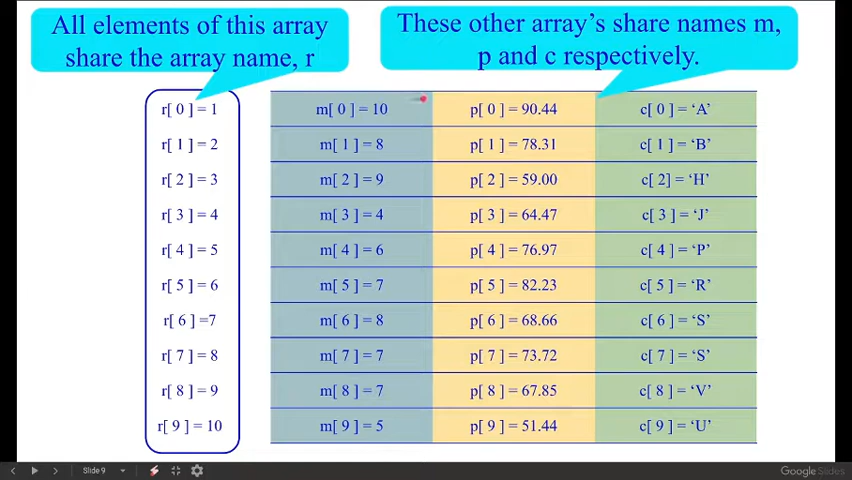 All elements of this array
share the array name, r
These other array’s share names m,
p and c respectively.
r[ 0 ] = 1 m[ 0 ] = 10 p[ 0 ] = 90.44 c[ 0 ] = ‘A’
r[ 1 ] = 2 m[ 1 ] = 8 p[ 1 ] = 78.31 c[ 1 ] = ‘B’
r[ 2 ] = 3 m[ 2 ] = 9 p[ 2 ] = 59.00 c[ 2] = ‘H’
r[ 3 ] = 4 m[ 3 ] = 4 p[ 3 ] = 64.47 c[ 3 ] = ‘J’
r[ 4 ] = 5 m[ 4 ] = 6 p[ 4 ] = 76.97 c[ 4 ] = ‘P’
r[ 5 ] = 6 m[ 5 ] = 7 p[ 5 ] = 82.23 c[ 5 ] = ‘R’
r[ 6 ] =7 m[ 6 ] = 8 p[ 6 ] = 68.66 c[ 6 ] = ‘S’
r[ 7 ] = 8 m[ 7 ] = 7 p[ 7 ] = 73.72 c[ 7 ] = ‘S’
r[ 8 ] = 9 m[ 8 ] = 7 p[ 8 ] = 67.85 c[ 8 ] = ‘V’
r[ 9 ] = 10 m[ 9 ] = 5 p[ 9 ] = 51.44 c[ 9 ] = ‘U’
Slide 9 Google Slides